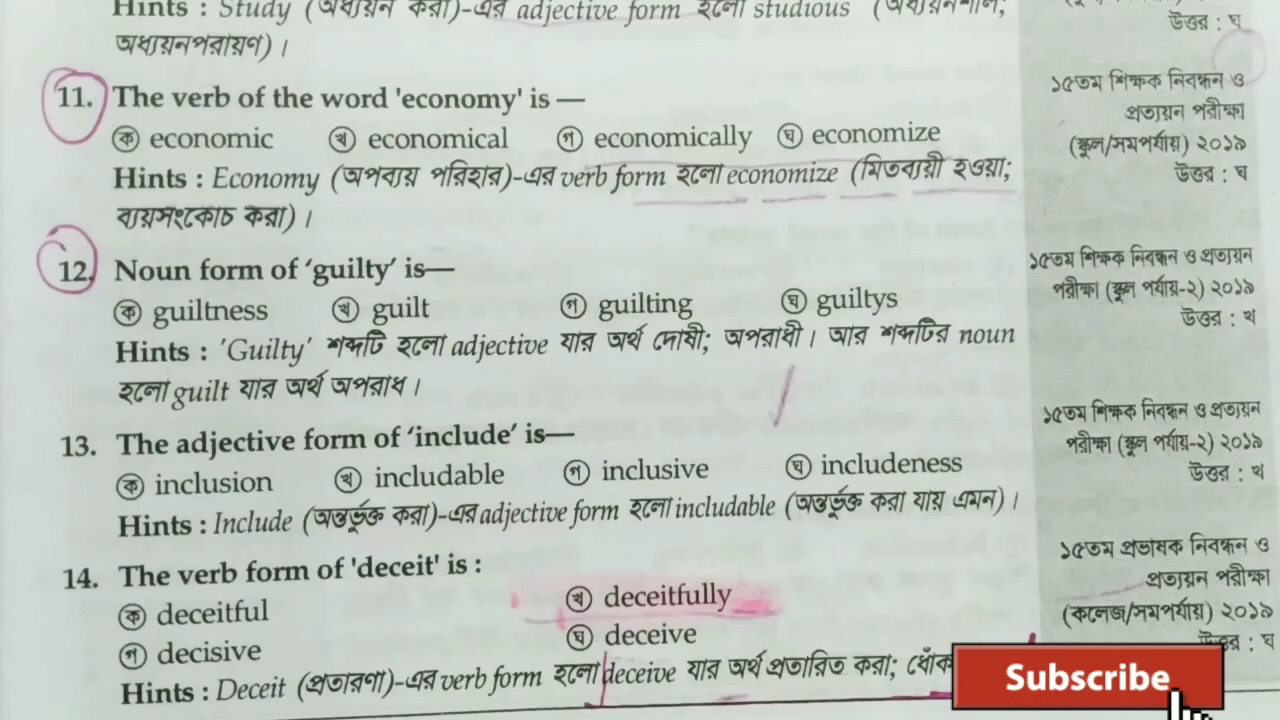 Hints : Study (অধ্যয়ন করা)-এর adjective form হলো studious (অধ্যয়নশীল;
অধ্যয়নপরায়ণ)।
উত্তর : ঘ
11. The verb of the word 'economy' is —
ⓚ economic ⓚ economical ⓚ economically ⓚ economize
Hints : Economy (অপব্যয় পরিহার)-এর verb form হলো economize (মিতব্যয়ী হওয়া;
ব্যয়সংকোচ করা)।
১৫তম শিক্ষক নিবন্ধন ও
প্রত্যয়ন পরীক্ষা
(স্কুল/সমপর্যায়) ২০১৯
উত্তর : ঘ
12. Noun form of ‘guilty’ is—
ক guiltness খ guilt গ guilting ঘ guiltys
Hints : 'Guilty' শব্দটি হলো adjective যার অর্থ দোষী; অপরাধী। আর শব্দটির noun
হলো guilt যার অর্থ অপরাধ।
১৫তম শিক্ষক নিবন্ধন ও প্রত্যয়ন
পরীক্ষা (স্কুল পর্যায়-২) ২০১৯
উত্তর : খ
13. The adjective form of ‘include’ is—
ক inclusion খ includable গ inclusive ঘ includeness
Hints : Include (অন্তর্ভুক্ত করা)-এর adjective form হলো includable (অন্তর্ভুক্ত করা যায় এমন)।
১৫তম শিক্ষক নিবন্ধন ও প্রত্যয়ন
পরীক্ষা (স্কুল পর্যায়-২) ২০১৯
উত্তর : খ
14. The verb form of 'deceit' is :
ক deceitful খ deceitfully
গ decisive ঘ deceive
Hints : Deceit (প্রতারণা)-এর verb form হলো deceive যার অর্থ প্রতারিত করা;
১৫তম প্রভাষক নিবন্ধন ও
প্রত্যয়ন পরীক্ষা
(কলেজ/সমপর্যায়) ২০১৯
উত্তর : ঘ
Subscribe